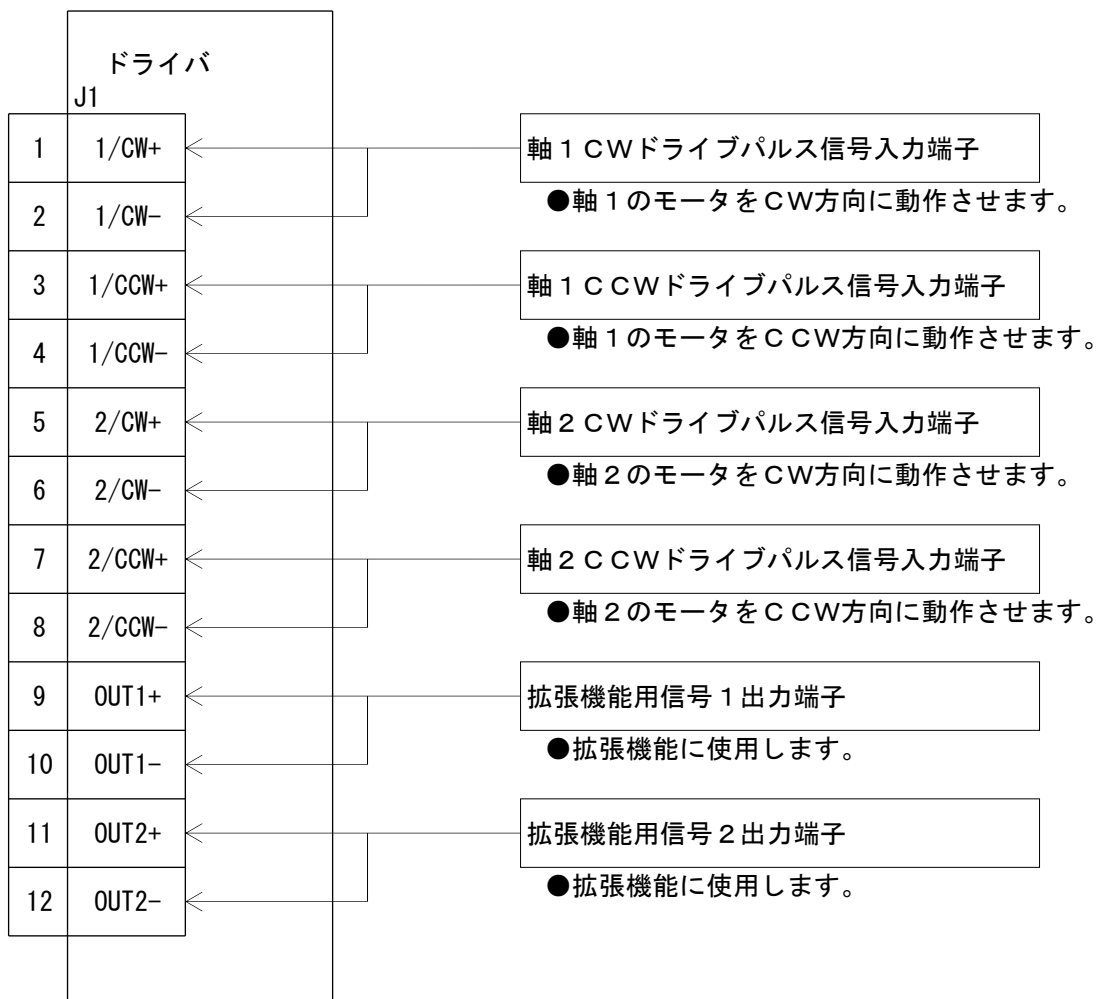 ドライバ
J1
1 1/CW+
軸１CWドライブパルス信号入力端子
●軸１のモータをCW方向に動作させます。
2 1/CW-
3 1/CCW+
軸１ＣＣＷドライブパルス信号入力端子
●軸１のモータをＣＣＷ方向に動作させます。
4 1/CCW-
5 2/CW+
軸２CWドライブパルス信号入力端子
●軸２のモータをCW方向に動作させます。
6 2/CW-
7 2/CCW+
軸２ＣＣＷドライブパルス信号入力端子
●軸２のモータをＣＣＷ方向に動作させます。
8 2/CCW-
9 OUT1+
拡張機能用信号１出力端子
●拡張機能に使用します。
10 OUT1-
11 OUT2+
拡張機能用信号２出力端子
●拡張機能に使用します。
12 OUT2-